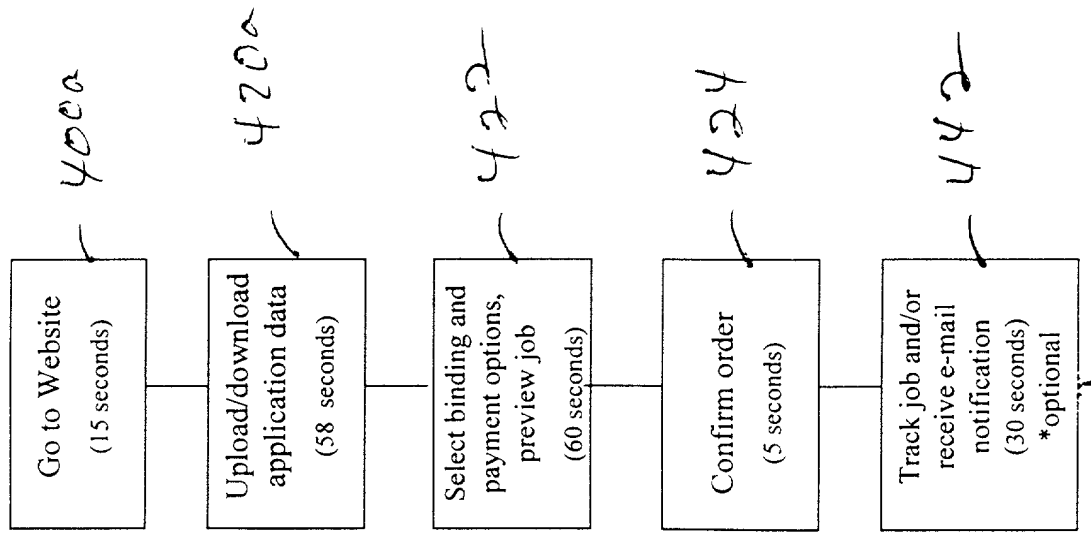 Go to Website
(15 seconds)
400a
Upload/download
application data
(58 seconds)
420a
Select binding and
payment options,
preview job
(60 seconds)
422
Confirm order
(5 seconds)
424
Track job and/or
receive e-mail
notification
(30 seconds)
*optional
442